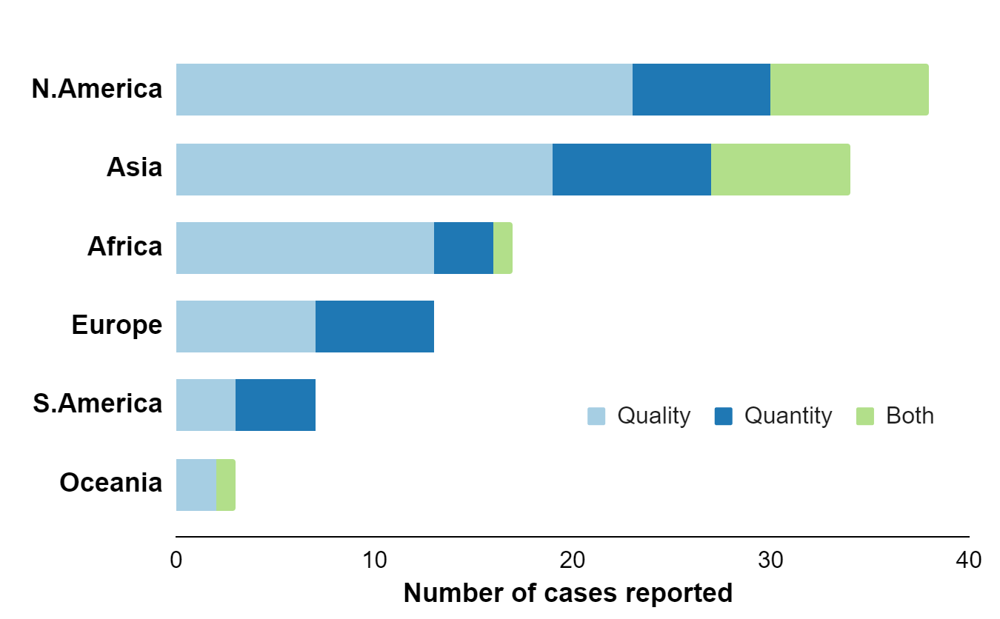 N.America
Asia
Africa
Europe
S.America
Quality Quantity Both
Oceania
0 10 20 30 40
Number of cases reported